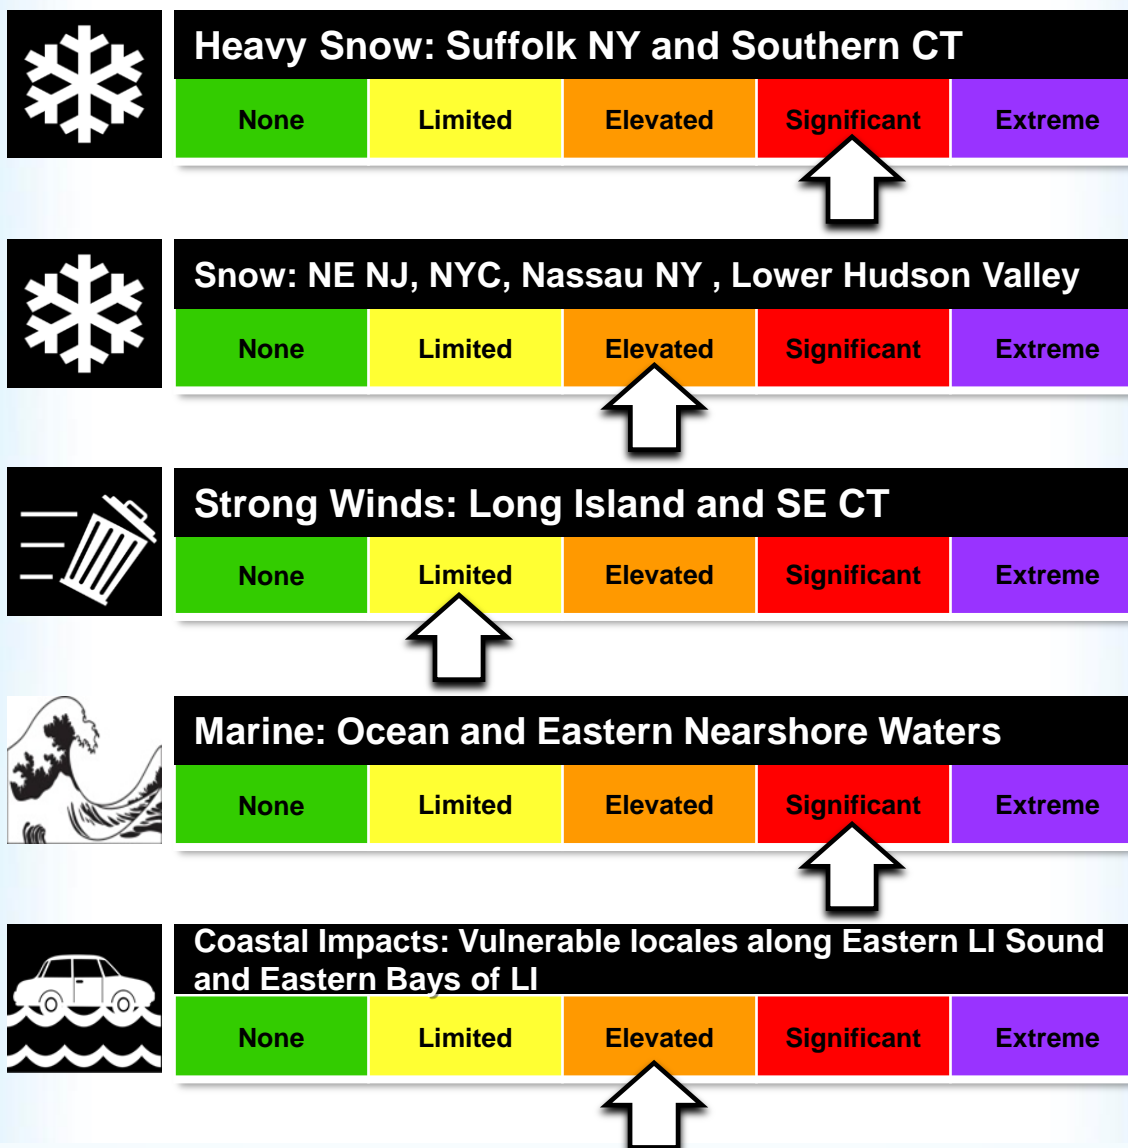 Heavy Snow: Suffolk NY and Southern CT
None Limited Elevated Significant Extreme
Snow: NE NJ, NYC, Nassau NY , Lower Hudson Valley
None Limited Elevated Significant Extreme
Strong Winds: Long Island and SE CT
None Limited Elevated Significant Extreme
Marine: Ocean and Eastern Nearshore Waters
None Limited Elevated Significant Extreme
Coastal Impacts: Vulnerable locales along Eastern LI Sound
and Eastern Bays of LI
None Limited Elevated Significant Extreme